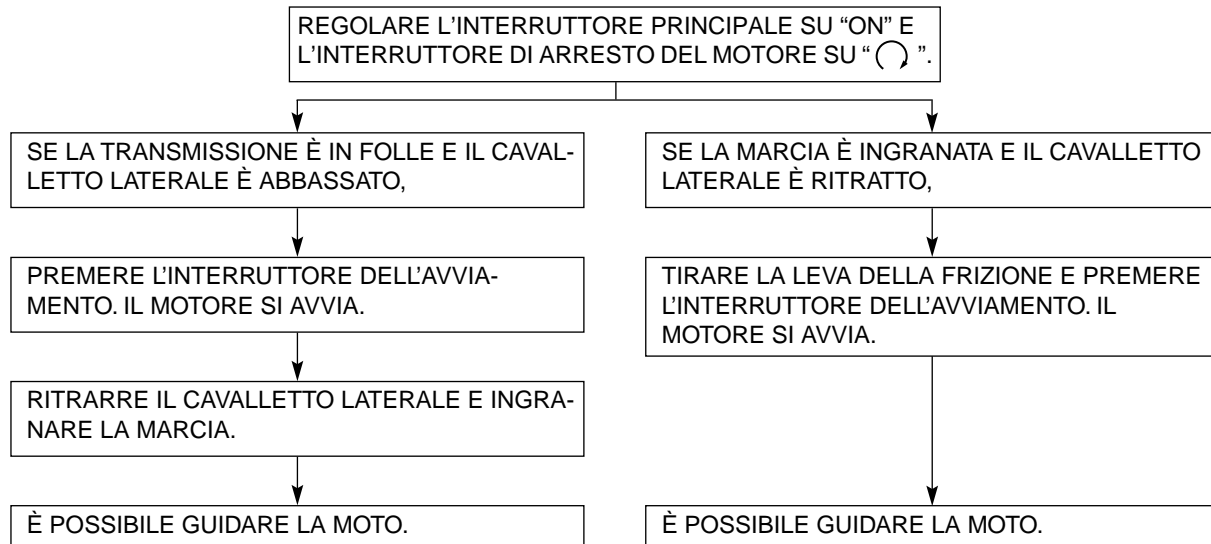 REGOLARE L'INTERRUTTORE PRINCIPALE SU “ON” E
L'INTERRUTTORE DI ARRESTO DEL MOTORE SU “ ”.
SE LA TRANSMISSIONE È IN FOLLE E IL CAVAL-
LETTO LATERALE È ABBASSATO,
PREMERE L'INTERRUTTORE DELL'AVVIA-
MENTO. IL MOTORE SI AVVIA.
RITRARRE IL CAVALLETTO LATERALE E INGRA-
NARE LA MARCIA.
È POSSIBILE GUIDARE LA MOTO.
SE LA MARCIA È INGRANATA E IL CAVALLETTO
LATERALE È RITRATTO,
TIRARE LA LEVA DELLA FRIZIONE E PREMERE
L'INTERRUTTORE DELL'AVVIAMENTO. IL
MOTORE SI AVVIA.
È POSSIBILE GUIDARE LA MOTO.